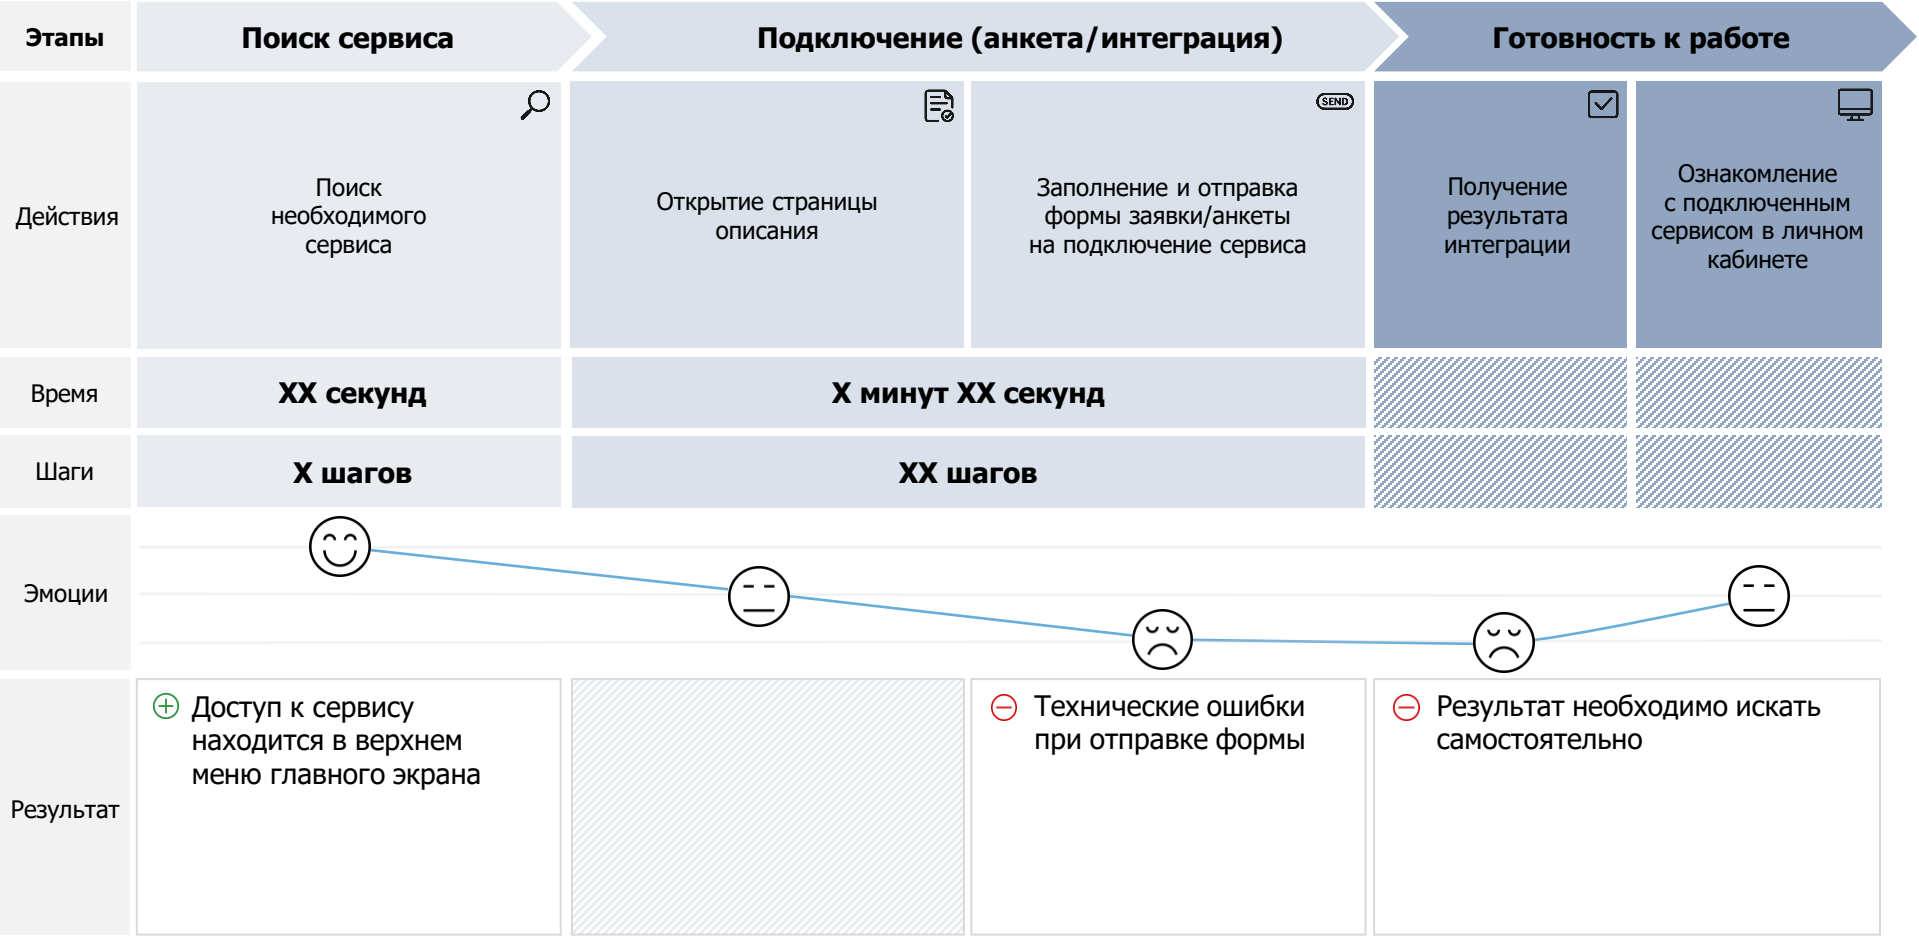 Этапы
Поиск сервиса
Подключение (анкета/интеграция)
Готовность к работе
Действия
Поиск
необходимого
сервиса
Открытие страницы
описания
SEND
Заполнение и отправка
формы заявки/анкеты
на подключение сервиса
Получение
результата
интеграции
Ознакомление
с подключенным
сервисом в личном
кабинете
Время
XX секунд
X минут XX секунд
Шаги
X шагов
XX шагов
Эмоции
Результат
Доступ к сервису
находится в верхнем
меню главного экрана
Технические ошибки
при отправке формы
Результат необходимо искать
самостоятельно